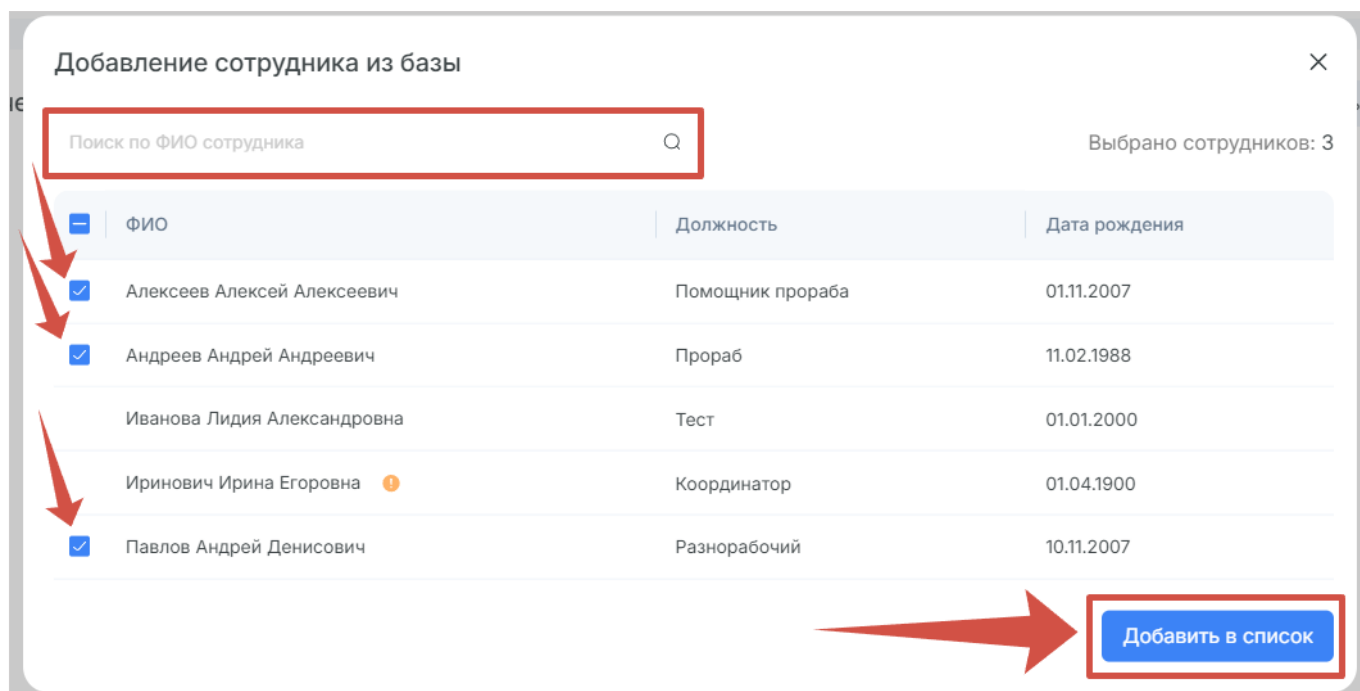 Добавление сотрудника из базы
Поиск по ФИО сотрудника
Выбрано сотрудников: 3
ФИО Должность Дата рождения
Алексеев Алексей Алексеевич Помощник прораба 01.11.2007
Андреев Андрей Андреевич Прораб 11.02.1988
Иванова Лидия Александровна Тест 01.01.2000
Иринович Ирина Егоровна Координатор 01.04.1900
Павлов Андрей Денисович Разнорабочий 10.11.2007
Добавить в список